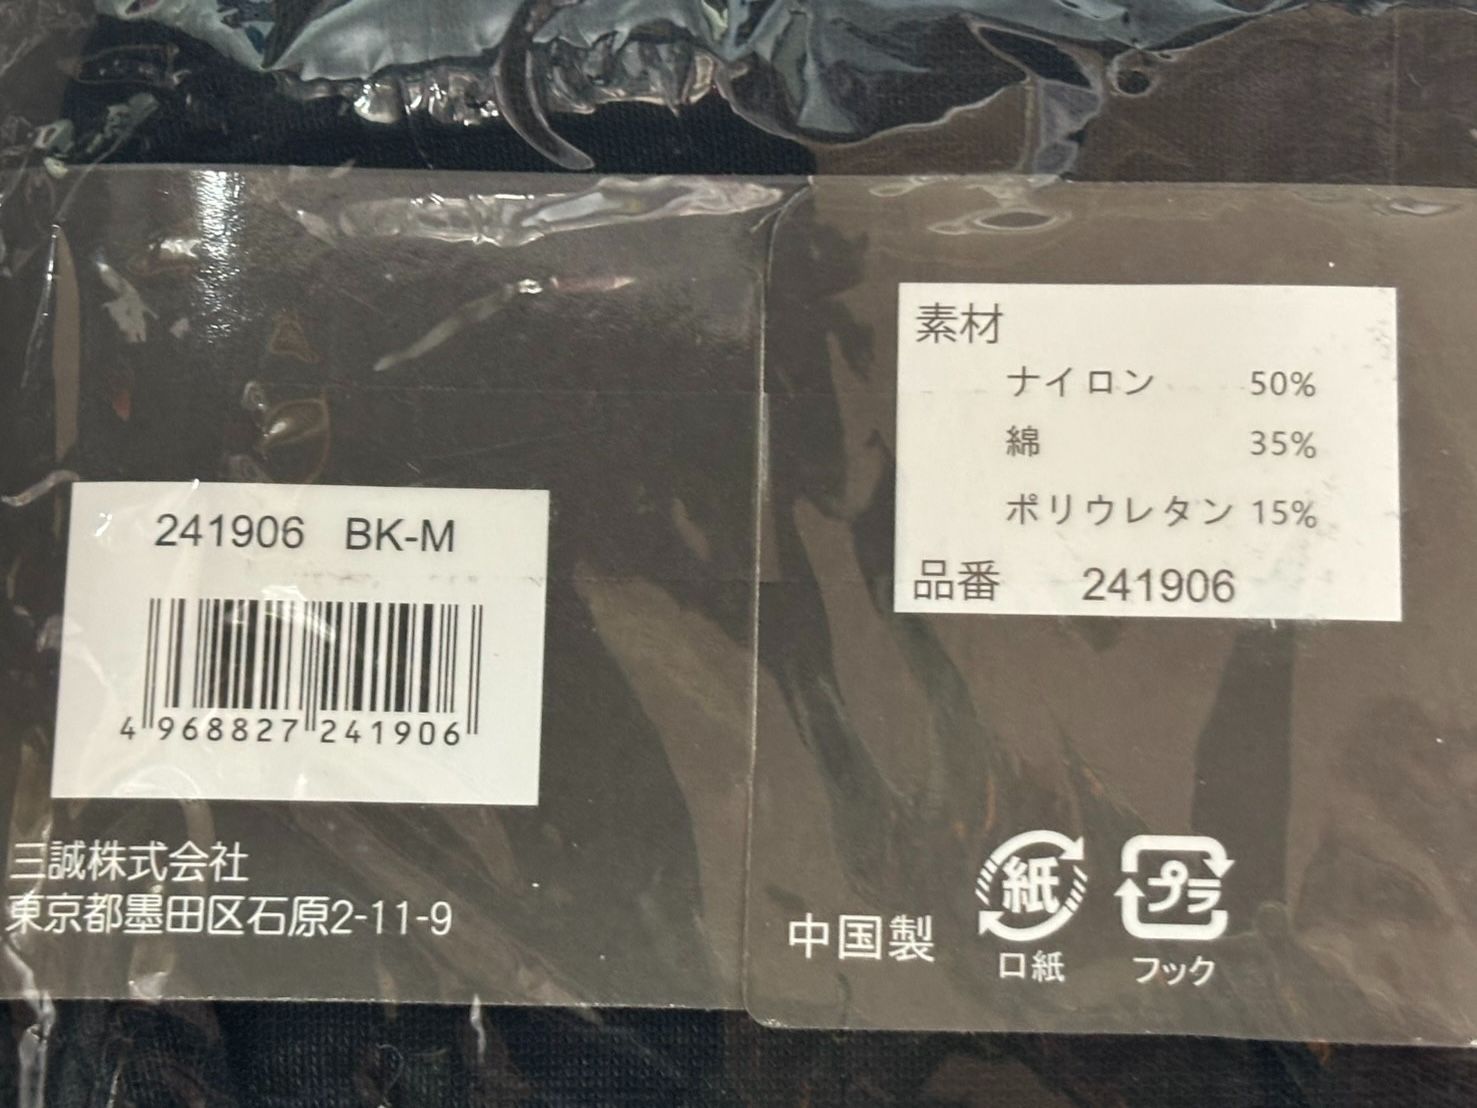 241906 BK-M
4 968827 241906
三誠株式会社
東京都墨田区石原2-11-9
素材
ナイロン 50%
綿 35%
ポリウレタン 15%
品番 241906
中国製
紙
口紙
プラ
フック